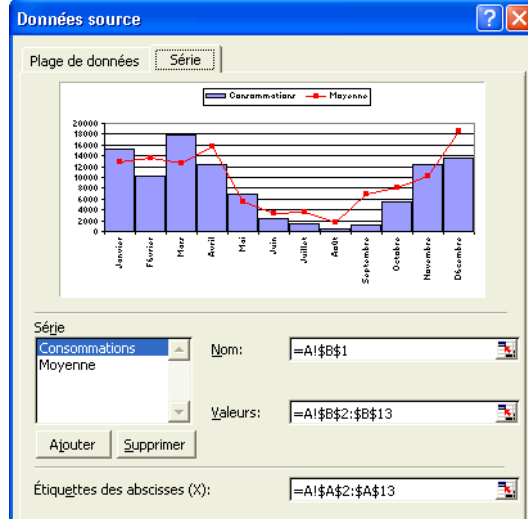 Données source
Plage de données Série
Consommations Moyenne
20000
18000
16000
14000
12000
10000
8000
6000
4000
2000
0
Janvier Février Mars Avril Mai Juin Juillet Août Septembre Octobre Novembre Décembre
Série
Consommations
Moyenne
Nom: =A!$B$1
Valeurs: =A!$B$2:$B$13
Ajouter Supprimer
Étiquettes des abscisses (X): =A!$A$2:$A$13